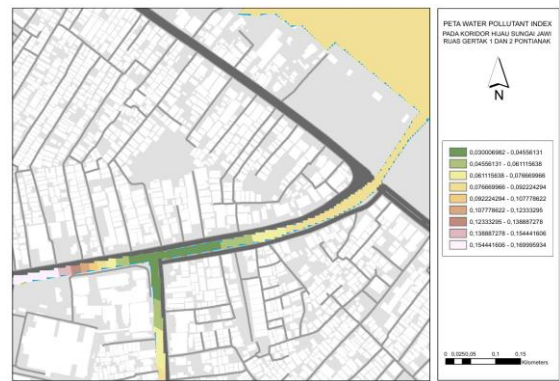 PETA WATER POLLUTANT INDEX
PADA KORIDOR HIJAU SUNGAI JAWI
RUAS GERTAK 1 DAN 2 PONTIANAK
N
0,030006982 - 0,04556131
0,04556131 - 0,061115638
0,061115638 - 0,076669966
0,076669966 - 0,092224294
0,092224294 - 0,107778622
0,107778622 - 0,12333295
0,12333295 - 0,138887278
0,138887278 - 0,154441606
0,154441606 - 0,169995934
0 0,0250,05 0,1 0,15
Kilometers